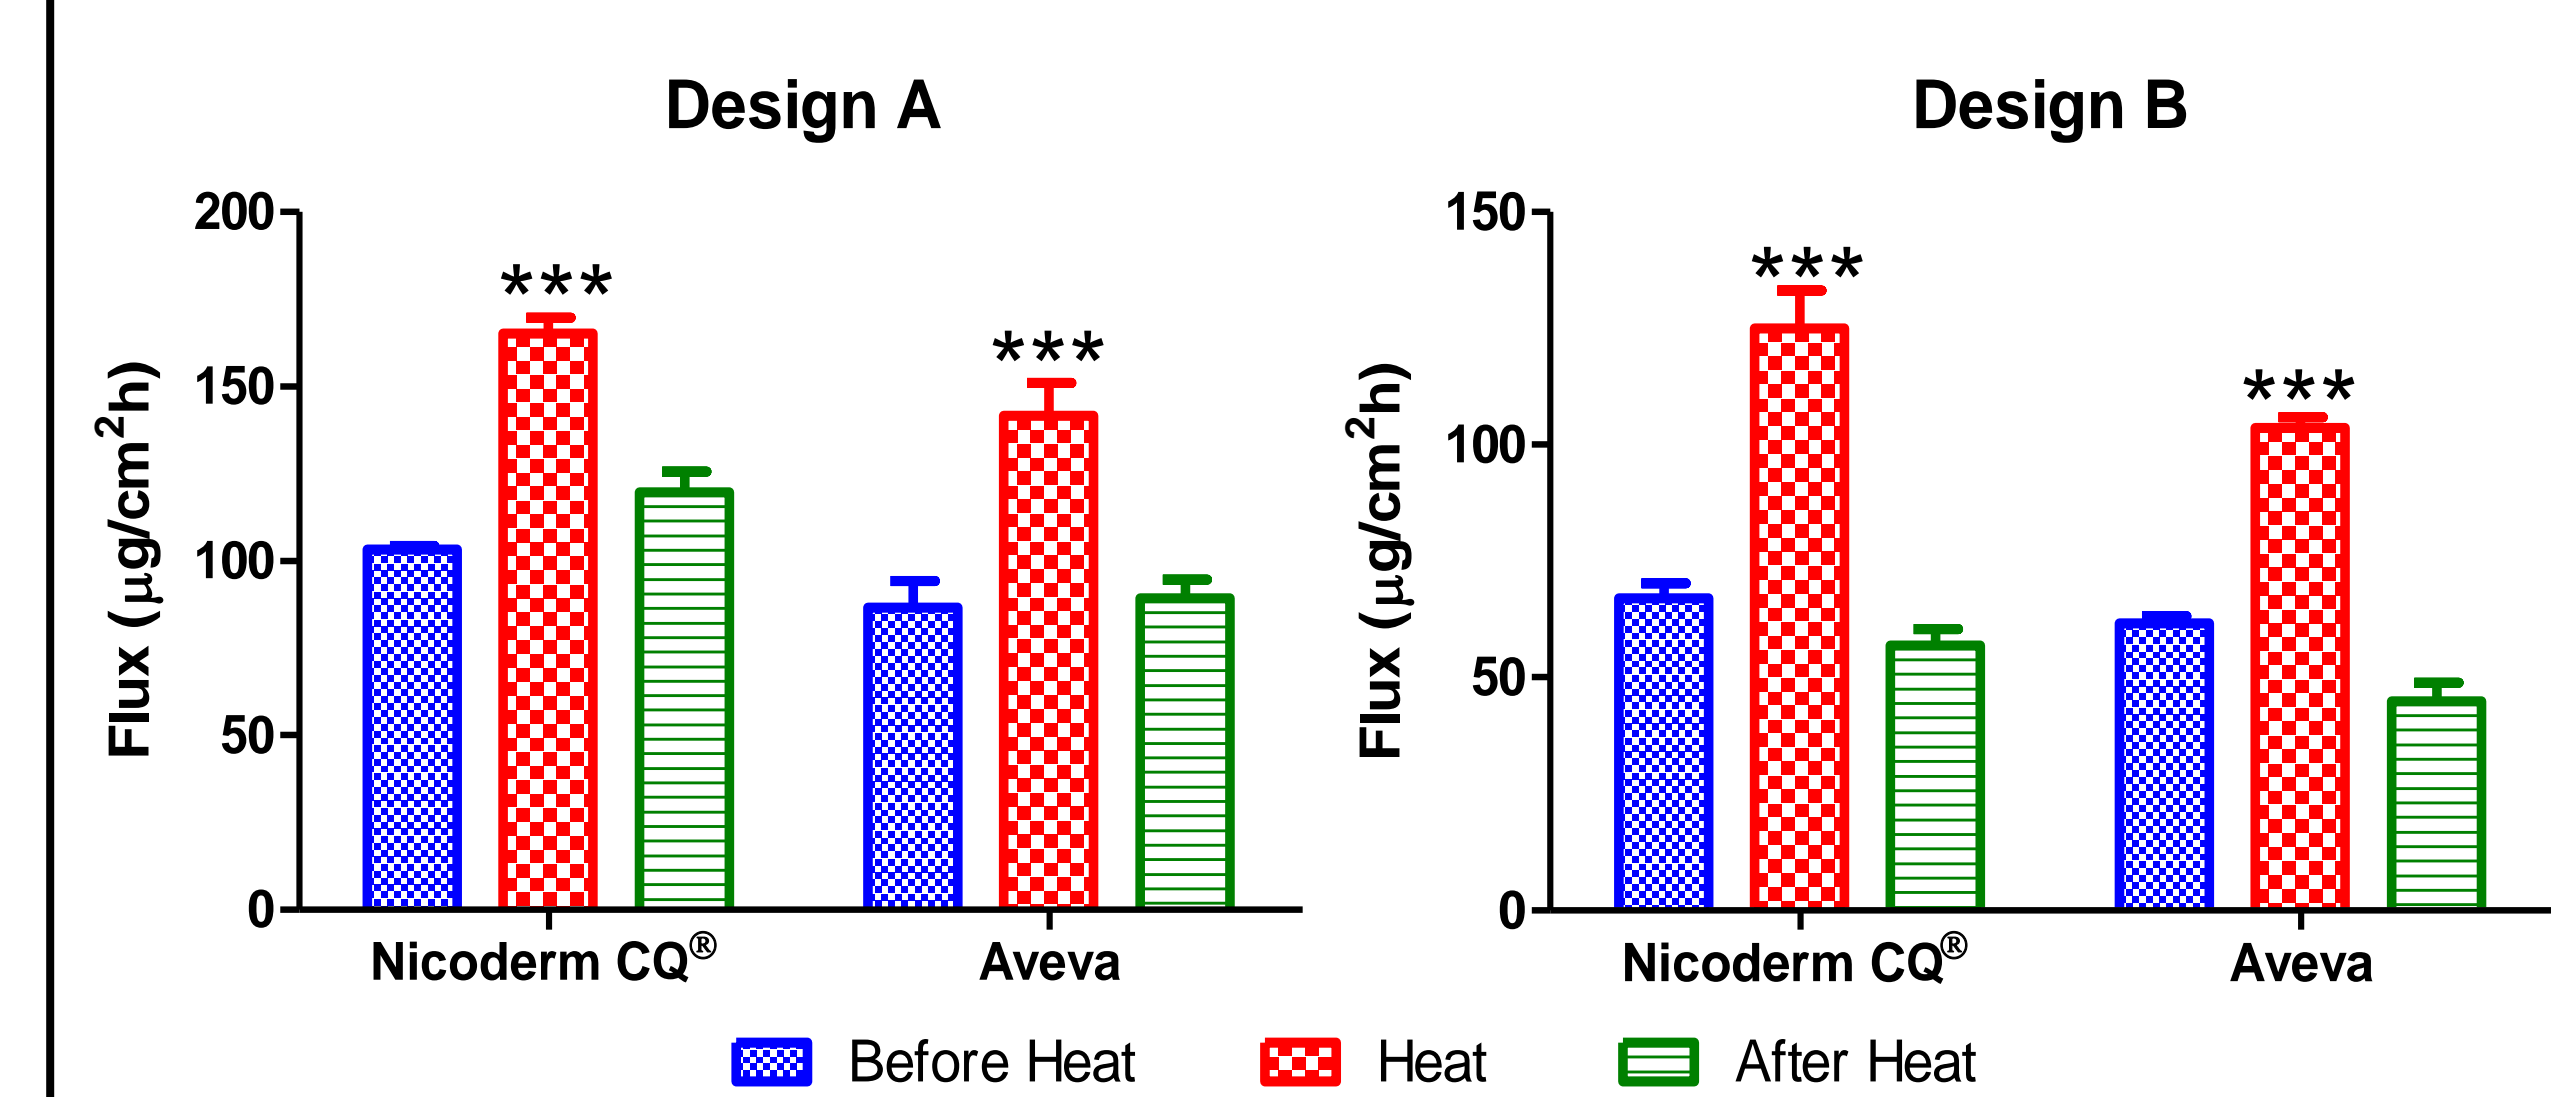 Design A
Design B
200
150
100
50
0
Flux (μg/cm²h)
***
***
Nicoderm CQ®
Aveva
150
100
50
0
Flux (μg/cm²h)
***
***
Nicoderm CQ®
Aveva
Before Heat
Heat
After Heat